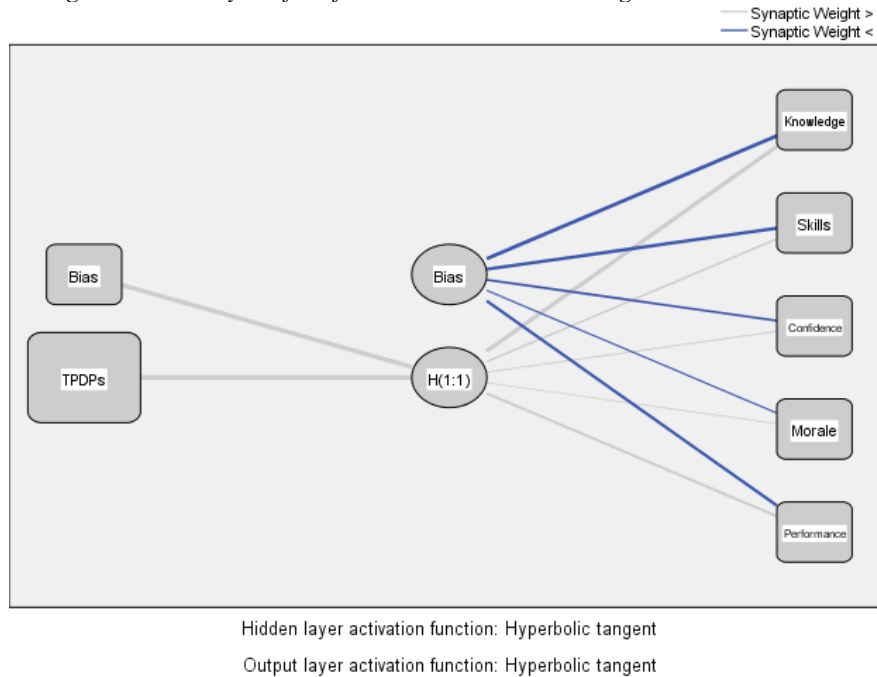 Synaptic Weight >
Synaptic Weight <
Knowledge
Skills
Bias
Bias
Confidence
TPDPs
H(1:1)
Morale
Performance
Hidden layer activation function: Hyperbolic tangent
Output layer activation function: Hyperbolic tangent